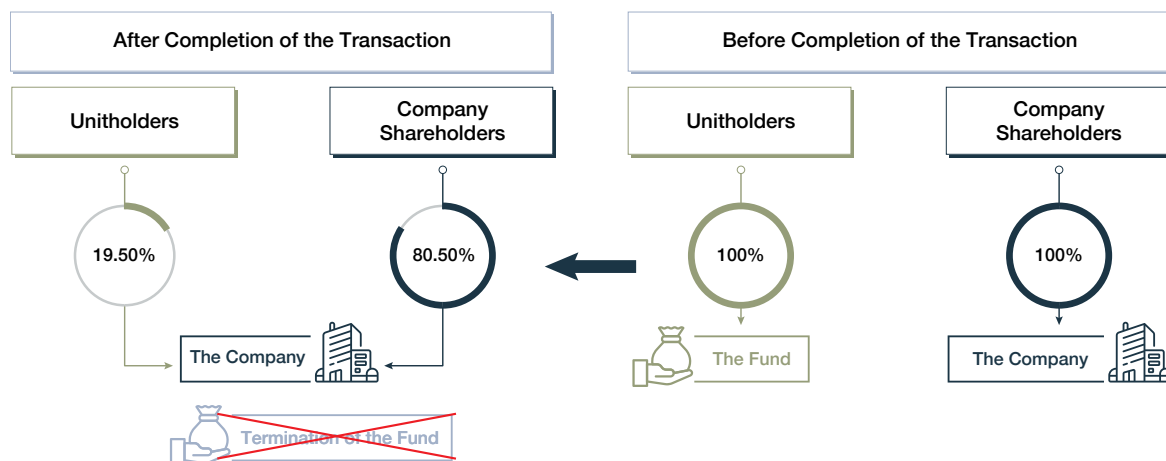 After Completion of the Transaction
Before Completion of the Transaction
Unitholders
Company
Shareholders
Unitholders
Company
Shareholders
19.50%
80.50%
100%
100%
The Company
The Fund
The Company
Termination of the Fund